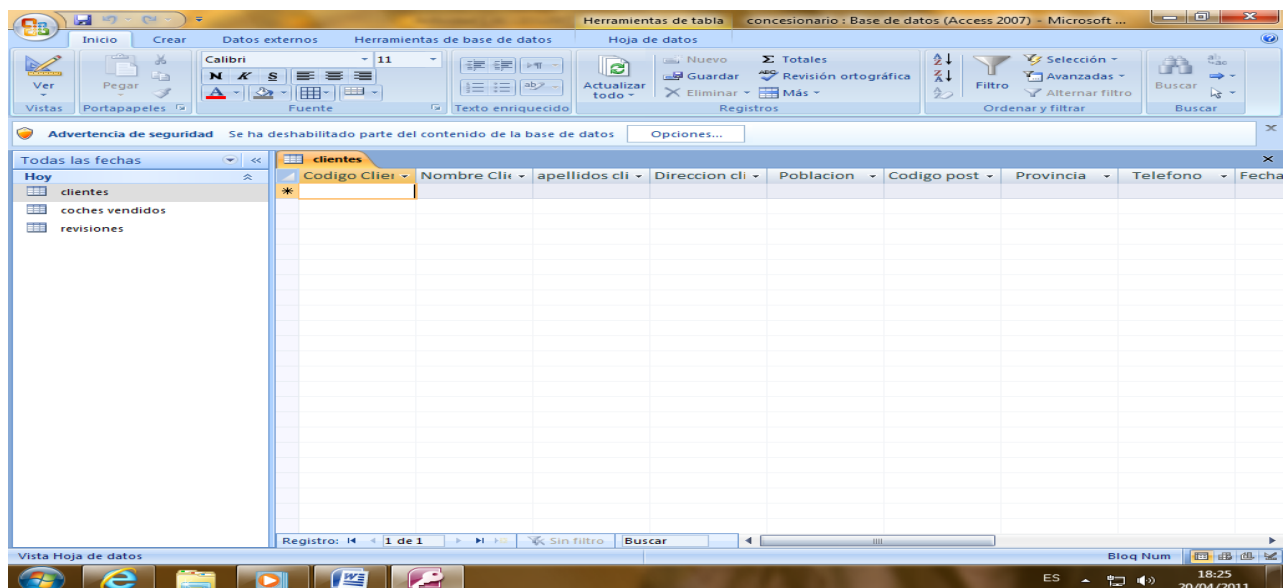 Herramientas de tabla concesionario : Base de datos (Access 2007) - Microsoft ...
Inicio Crear Datos externos Herramientas de base de datos Hoja de datos
Ver
Vistas
Pegar
Portapapeles
Calibri 11
N K S
A
Fuente
Texto enriquecido
Actualizar todo
Nuevo
Guardar
Eliminar
Σ Totales
Revisión ortográfica
Más
Registros
Filtro
Selección
Avanzadas
Alternar filtro
Ordenar y filtrar
Buscar
Buscar
Advertencia de seguridad Se ha deshabilitado parte del contenido de la base de datos Opciones...
Todas las fechas
Hoy
clientes
coches vendidos
revisiones
clientes
Codigo Clier Nombre Clie apellidos cli Direccion cli Poblacion Codigo post Provincia Telefono Fecha
Registro: 1 de 1 Sin filtro Buscar
Vista Hoja de datos Bloq Num
ES 18:25
20/04/2011